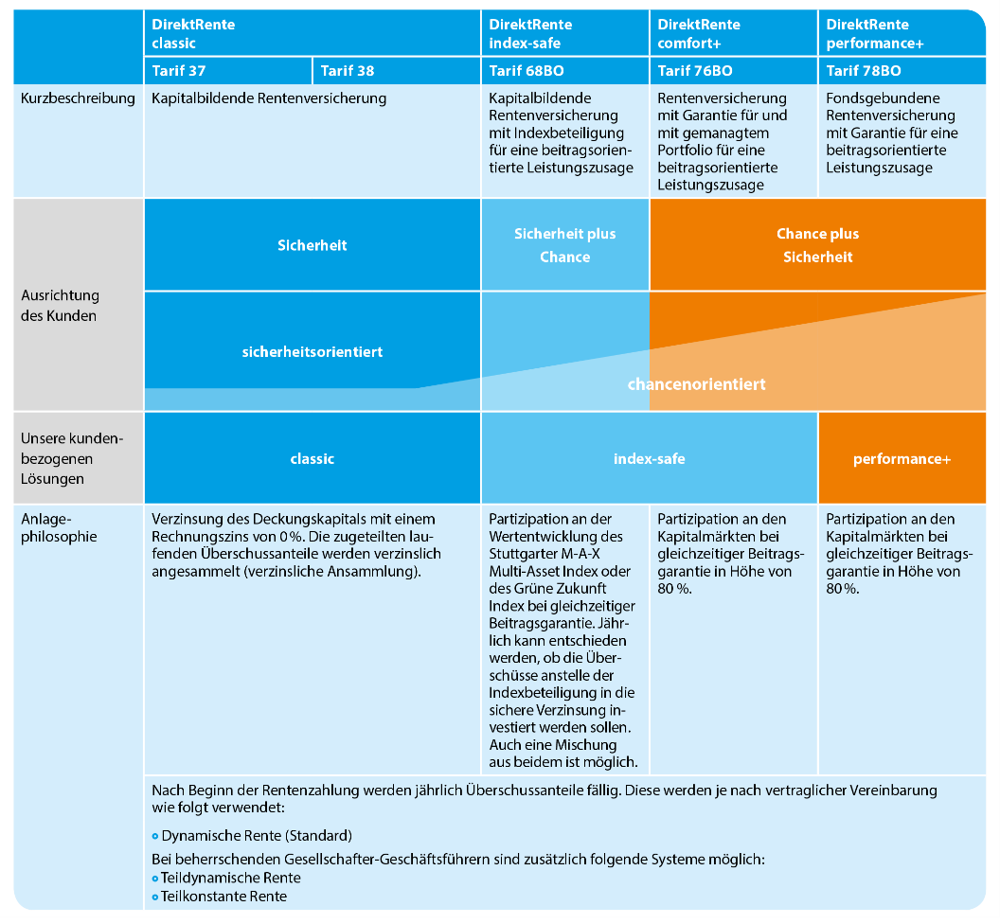 DirektRente
classic
DirektRente
index-safe
DirektRente
comfort+
DirektRente
performance+
Tarif 37
Tarif 38
Tarif 68BO
Tarif 76BO
Tarif 78BO
Kurzbeschreibung
Kapitalbildende Rentenversicherung
Kapitalbildende
Rentenversicherung
mit Indexbeteiligung
für eine beitragsorien-
tierte Leistungszusage
Rentenversicherung
mit Garantie für und
mit gemanagtem
Portfolio für eine
beitragsorientierte
Leistungszusage
Fondsgebundene
Rentenversicherung
mit Garantie für eine
beitragsorientierte
Leistungszusage
Ausrichtung
des Kunden
Sicherheit
Sicherheit plus
Chance
Chance plus
Sicherheit
sicherheitsorientiert
chancenorientiert
Unsere kunden-
bezogenen
Lösungen
classic
index-safe
performance+
Anlage-
philosophie
Verzinsung des Deckungskapitals mit einem
Rechnungszins von 0 %. Die zugeteilten lau-
fenden Überschussanteile werden verzinslich
angesammelt (verzinsliche Ansammlung).
Partizipation an der
Wertentwicklung des
Stuttgarter M-A-X
Multi-Asset Index oder
des Grüne Zukunft
Index bei gleichzeitiger
Beitragsgarantie. Jähr-
lich kann entschieden
werden, ob die Über-
schüsse anstelle der
Indexbeteiligung in die
sichere Verzinsung in-
vestiert werden sollen.
Auch eine Mischung
aus beidem ist möglich.
Partizipation an den
Kapitalmärkten bei
gleichzeitiger Beitrags-
garantie in Höhe von
80 %.
Partizipation an den
Kapitalmärkten bei
gleichzeitiger Beitrags-
garantie in Höhe von
80 %.
Nach Beginn der Rentenzahlung werden jährlich Überschussanteile fällig. Diese werden je nach vertraglicher Vereinbarung
wie folgt verwendet:
Dynamische Rente (Standard)
Bei beherrschenden Gesellschafter-Geschäftsführern sind zusätzlich folgende Systeme möglich:
Teildynamische Rente
Teilkonstante Rente